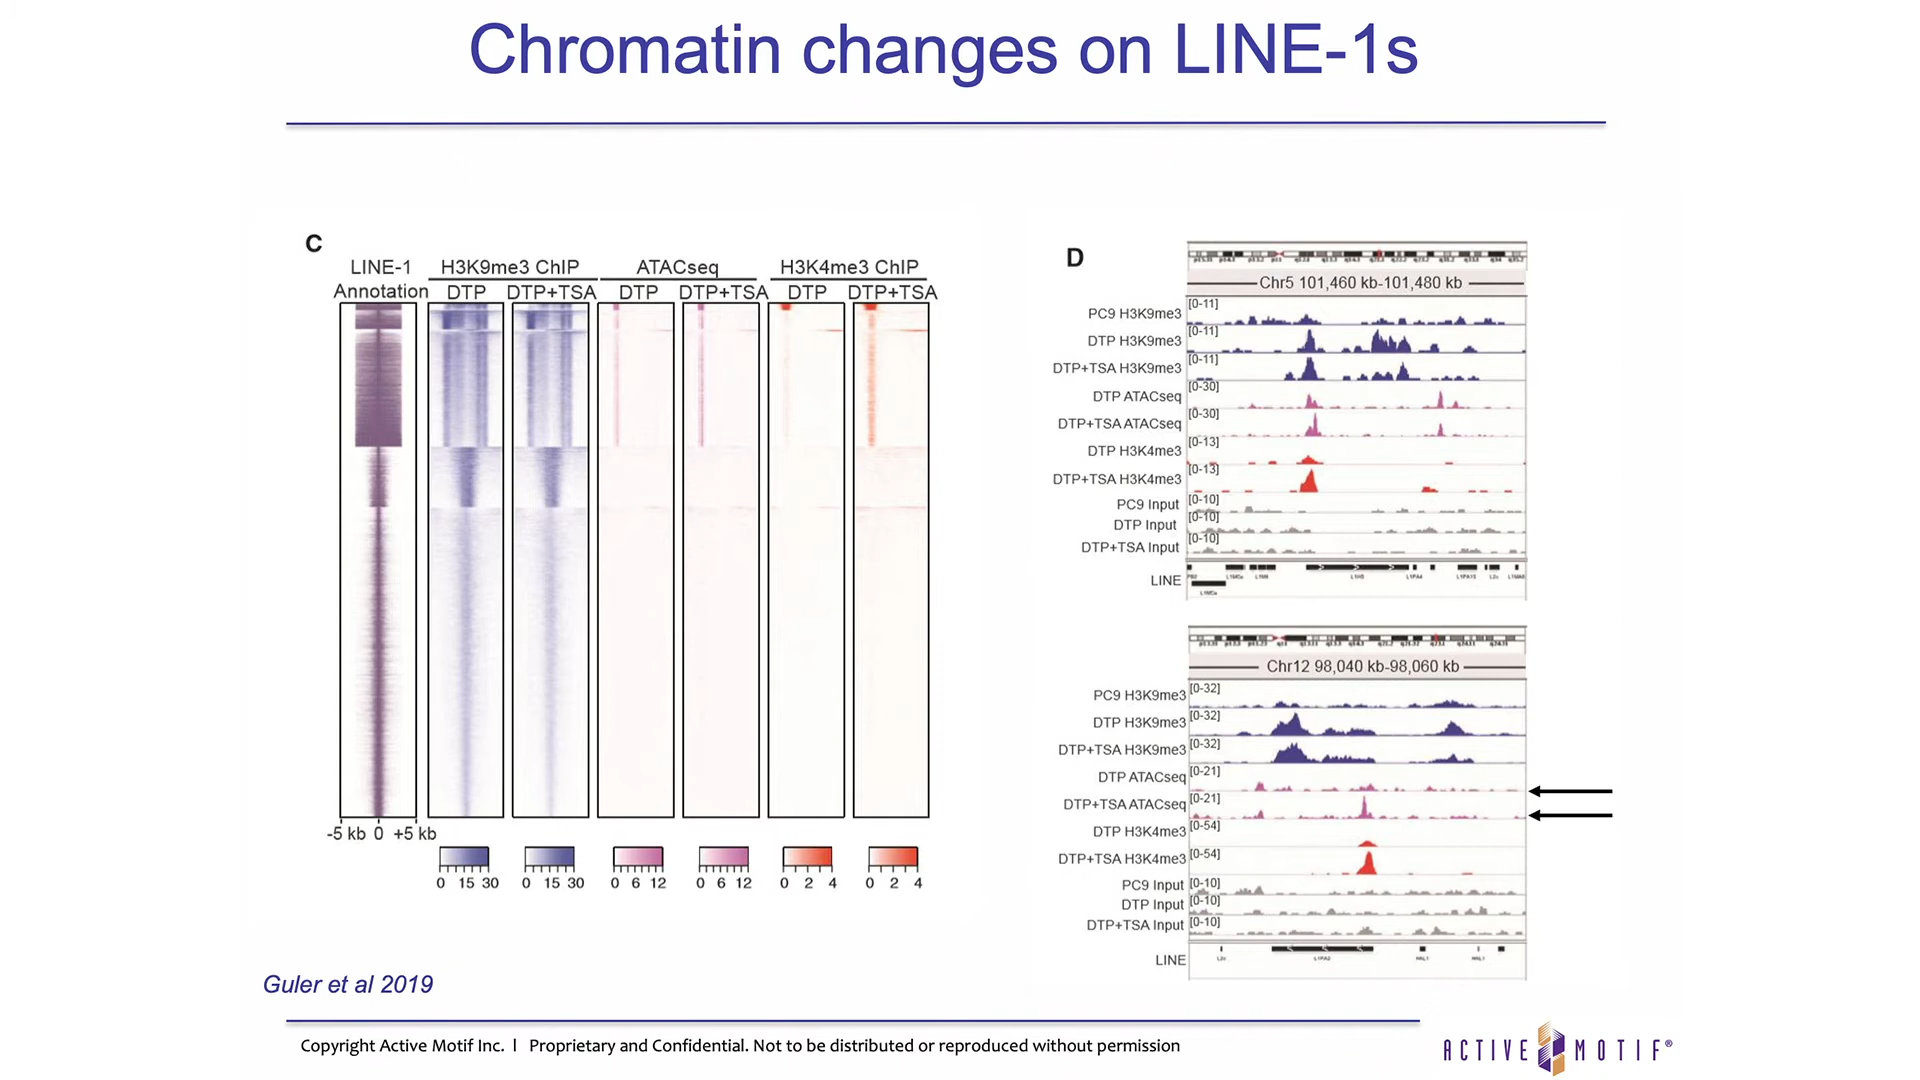 Chromatin changes on LINE-1s
C
LINE-1 H3K9me3 ChIP ATACseq H3K4me3 ChIP
Annotation DTP DTP+TSA DTP DTP+TSA DTP DTP+TSA
-5 kb 0 +5 kb
0 15 30 0 15 30 0 6 12 0 6 12 0 2 4 0 2 4
D
Chr5 101,460 kb-101,480 kb
PC9 H3K9me3 [0-11]
DTP H3K9me3 [0-11]
DTP+TSA H3K9me3 [0-11]
DTP ATACseq [0-30]
DTP+TSA ATACseq [0-30]
DTP H3K4me3 [0-13]
DTP+TSA H3K4me3 [0-13]
PC9 Input [0-10]
DTP Input [0-10]
DTP+TSA Input [0-10]
LINE
Chr12 98,040 kb-98,060 kb
PC9 H3K9me3 [0-32]
DTP H3K9me3 [0-32]
DTP+TSA H3K9me3 [0-32]
DTP ATACseq [0-21]
DTP+TSA ATACseq [0-21]
DTP H3K4me3 [0-54]
DTP+TSA H3K4me3 [0-54]
PC9 Input [0-10]
DTP Input [0-10]
DTP+TSA Input [0-10]
LINE
Guler et al 2019
Copyright Active Motif Inc. I Proprietary and Confidential. Not to be distributed or reproduced without permission
ACTIVE MOTIF®